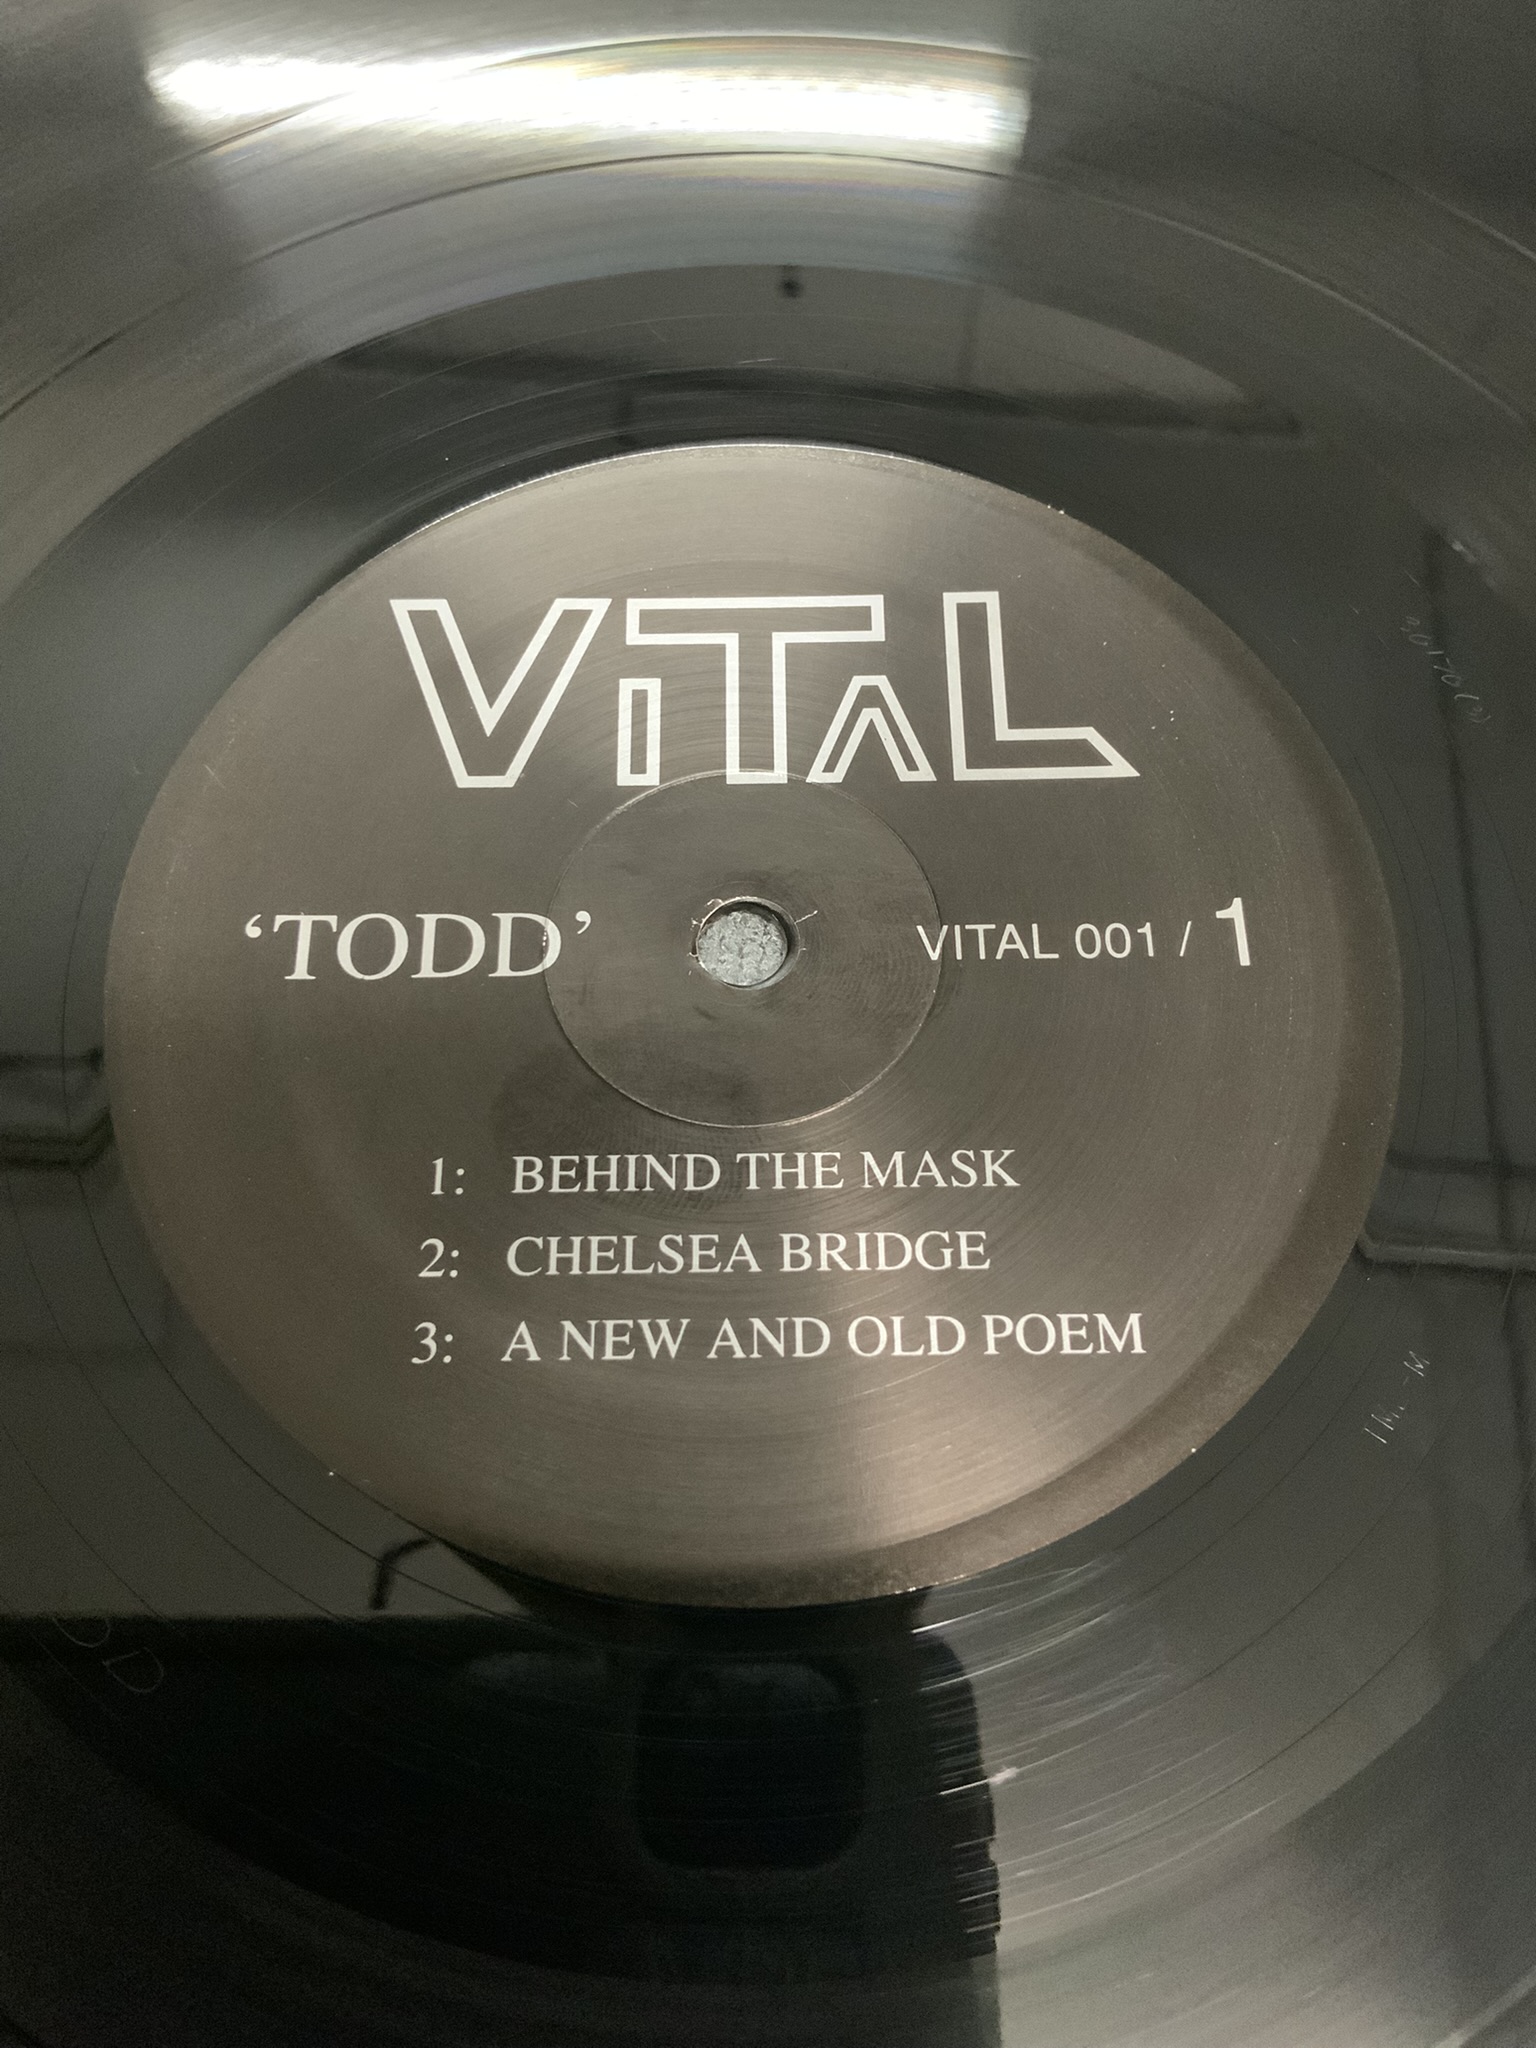 ViTaL
‘TODD’
VITAL 001 / 1
1: BEHIND THE MASK
2: CHELSEA BRIDGE
3: A NEW AND OLD POEM